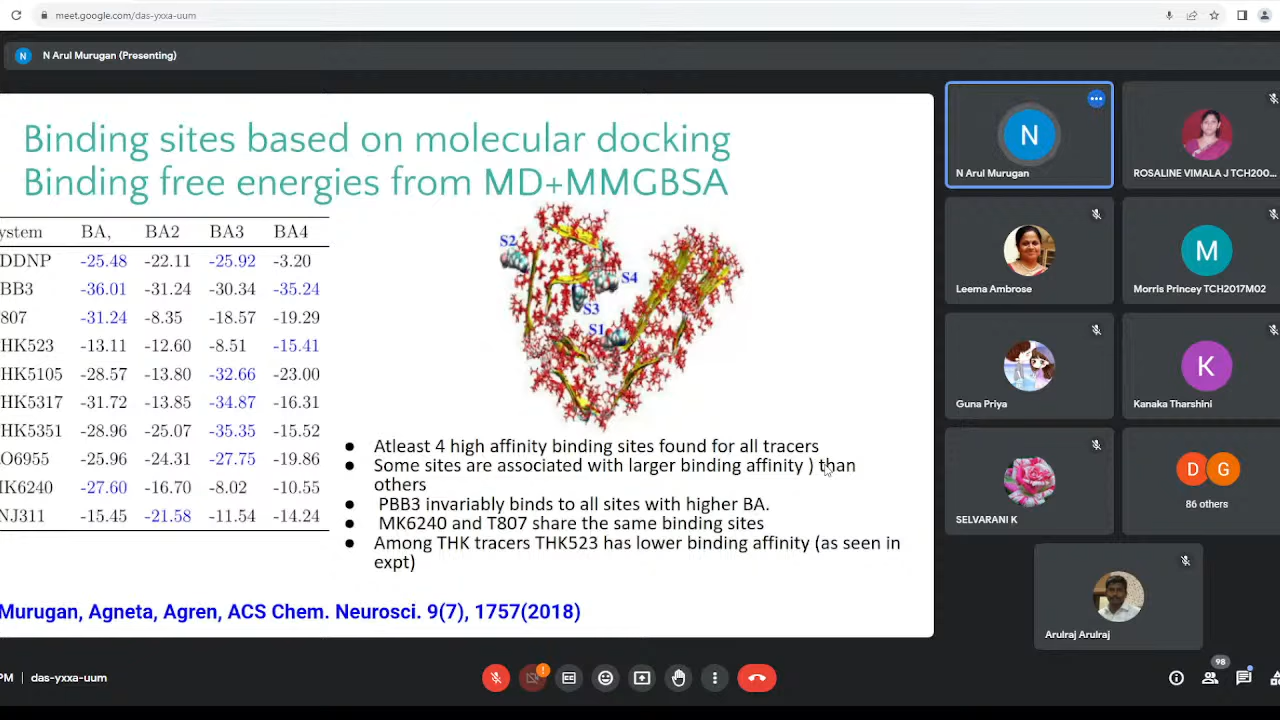 meet.google.com/das-yxxa-uum
N
N Arul Murugan (Presenting)
Binding sites based on molecular docking
Binding free energies from MD+MMGBSA
ystem BA, BA2 BA3 BA4
DDNP -25.48 -22.11 -25.92 -3.20
BB3 -36.01 -31.24 -30.34 -35.24
807 -31.24 -8.35 -18.57 -19.29
HK523 -13.11 -12.60 -8.51 -15.41
HK5105 -28.57 -13.80 -32.66 -23.00
HK5317 -31.72 -13.85 -34.87 -16.31
HK5351 -28.96 -25.07 -35.35 -15.52
O6955 -25.96 -24.31 -27.75 -19.86
IK6240 -27.60 -16.70 -8.02 -10.55
NJ311 -15.45 -21.58 -11.54 -14.24
S2
S4
S3
S1
● Atleast 4 high affinity binding sites found for all tracers
● Some sites are associated with larger binding affinity ) than
others
● PBB3 invariably binds to all sites with higher BA.
● MK6240 and T807 share the same binding sites
● Among THK tracers THK523 has lower binding affinity (as seen in
expt)
Murugan, Agneta, Agren, ACS Chem. Neurosci. 9(7), 1757(2018)
N
N Arul Murugan
ROSALINE VIMALA J TCH200...
Leema Ambrose
M
Morris Princey TCH2017M02
Guna Priya
K
Kanaka Tharshini
SELVARANI K
D G
86 others
Arulraj Arulraj
PM das-yxxa-uum
98